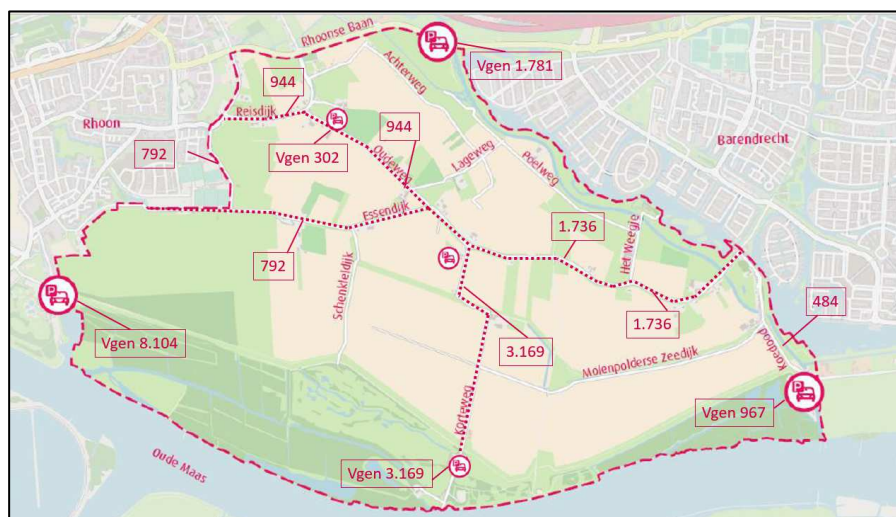 Rhoonse Baan
Vgen 1.781
944
Achterweg
Reisdijk
944
Rhoon
Barendrecht
Vgen 302
Oudeweg
Lageweg
Poelweg
792
Essendijk
1.736
Het Weegje
792
Schenkeldijk
484
1.736
Vgen 8.104
3.169
Molenpolderse Zeedijk
Koedood
Korteweg
Vgen 967
Oude Maas
Vgen 3.169